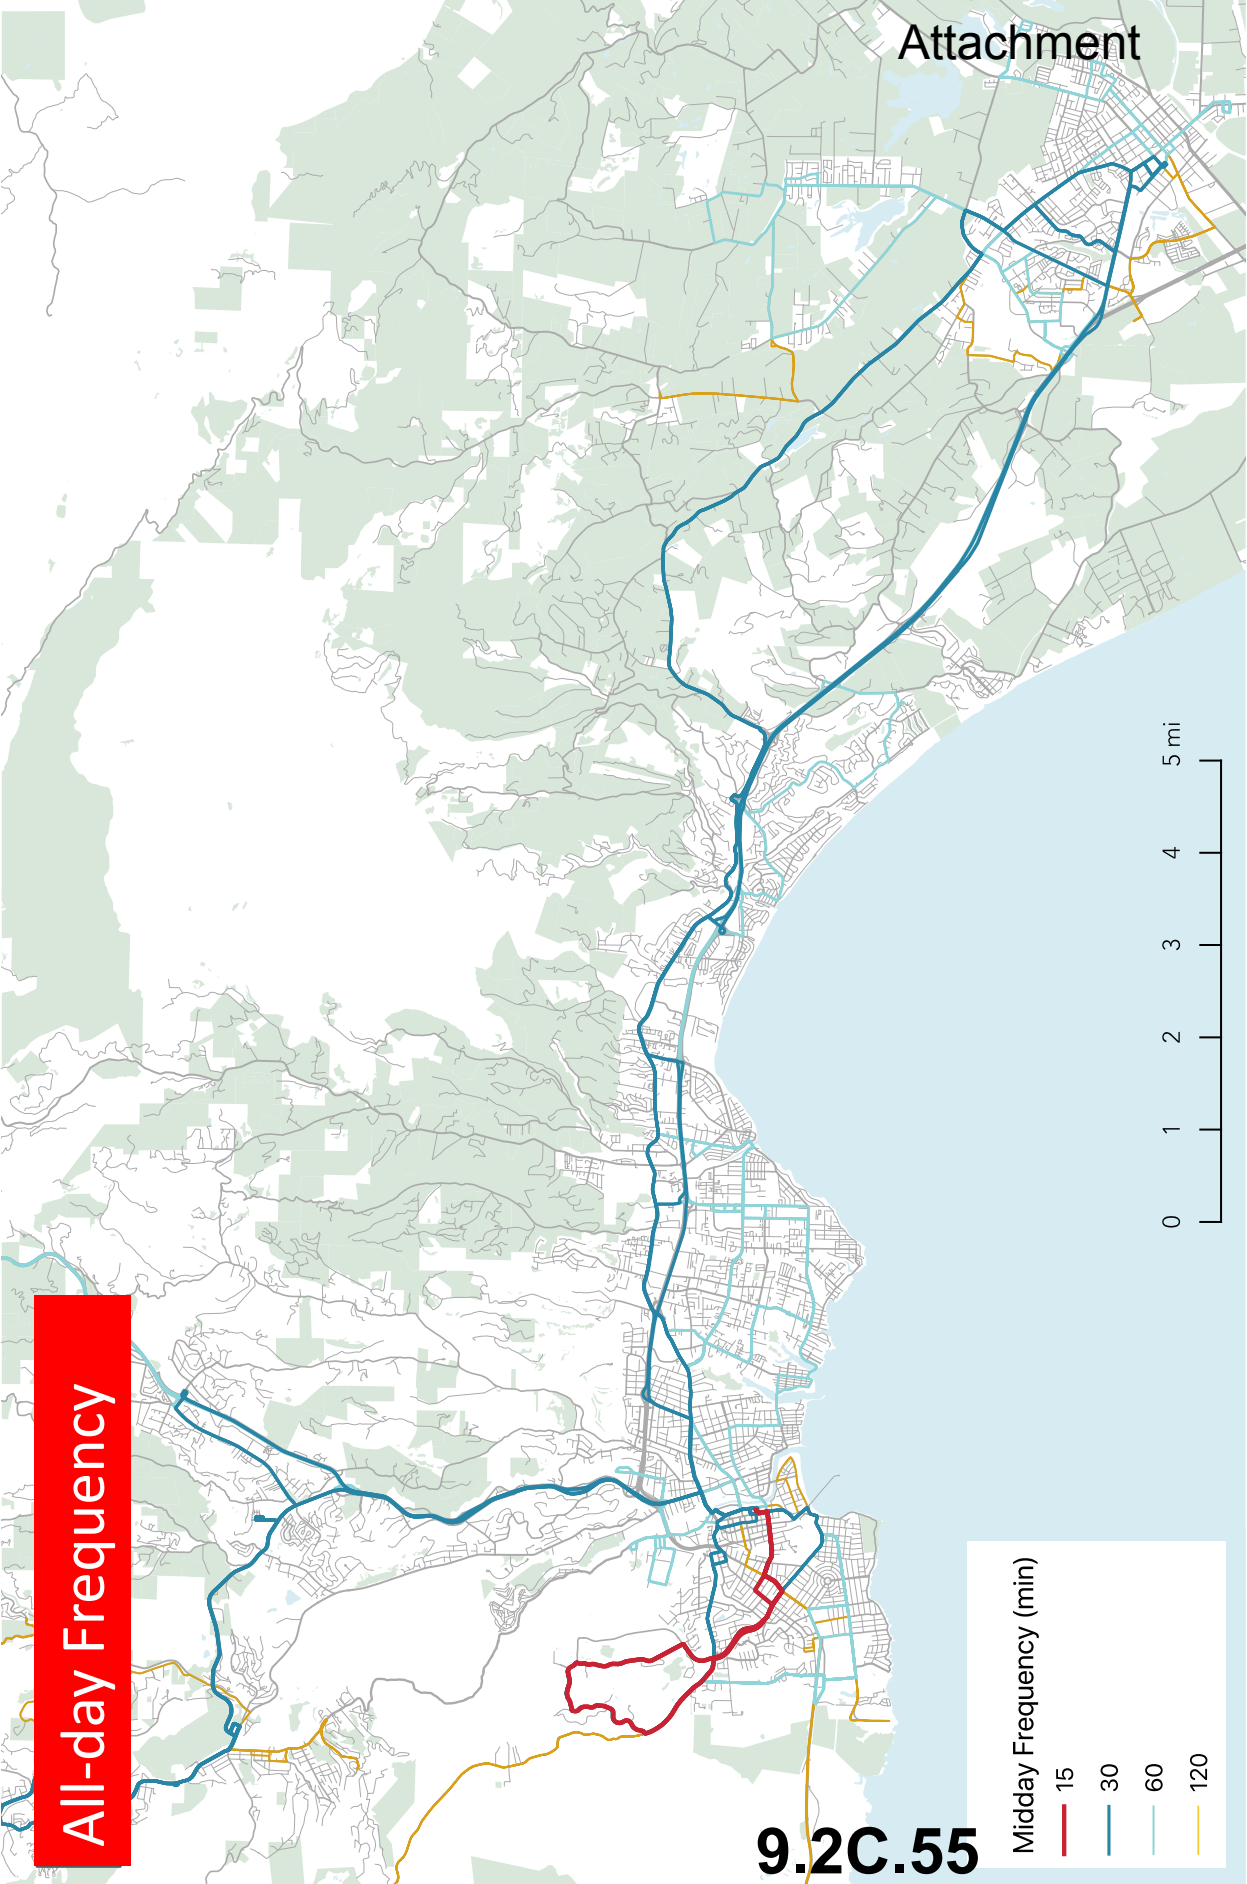 Attachment
All-day Frequency
0 1 2 3 4 5 mi
Midday Frequency (min)
15
30
60
120
9.2C.55